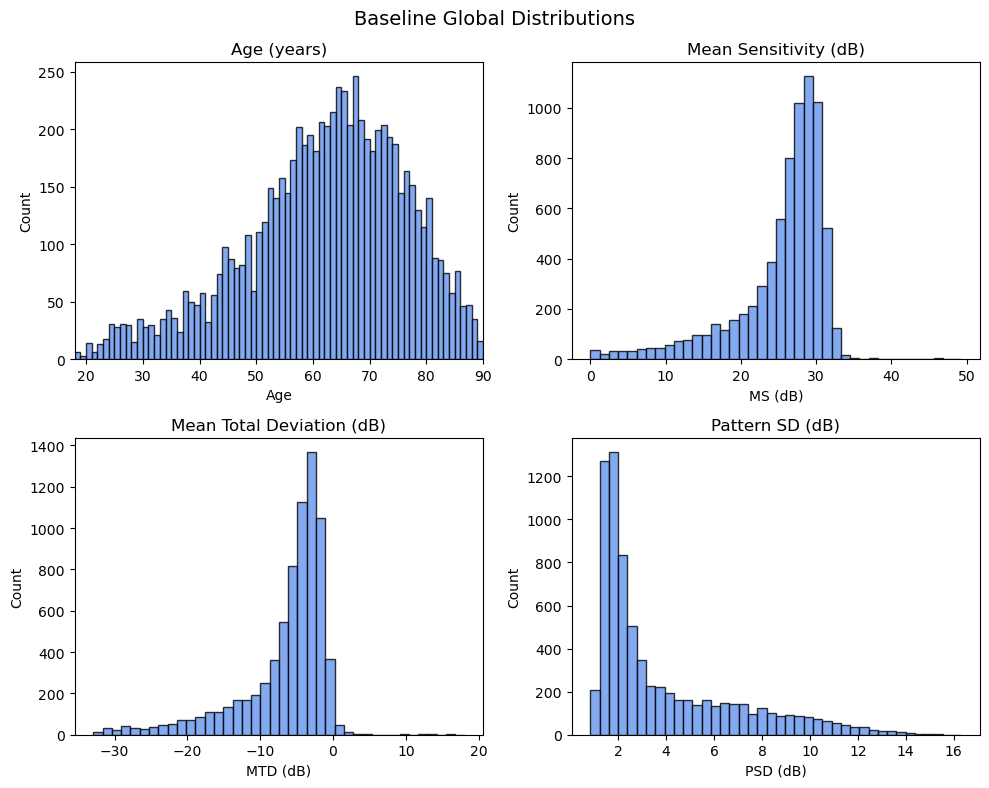 Baseline Global Distributions
Age (years)
250
200
150
100
50
0
Count
20 30 40 50 60 70 80 90
Age
Mean Sensitivity (dB)
1000
800
600
400
200
0
Count
0 10 20 30 40 50
MS (dB)
Mean Total Deviation (dB)
1400
1200
1000
800
600
400
200
0
Count
−30 −20 −10 0 10 20
MTD (dB)
Pattern SD (dB)
1200
1000
800
600
400
200
0
Count
2 4 6 8 10 12 14 16
PSD (dB)